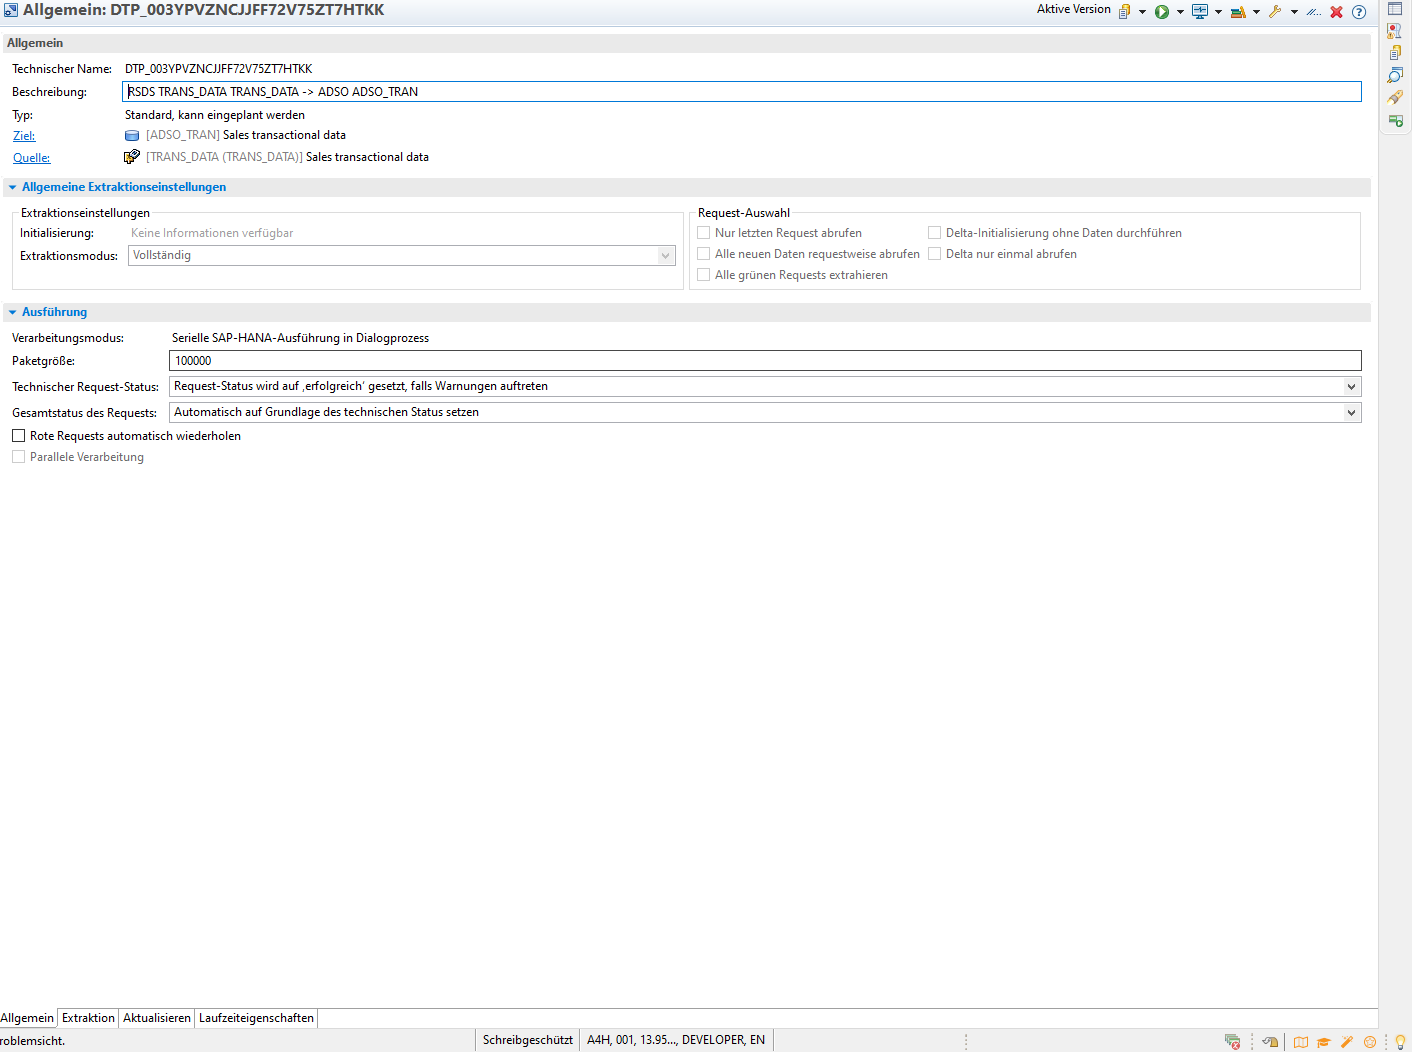 Allgemein: DTP_003YPVZNCJJFF72V75ZT7HTKK
Aktive Version
Allgemein
Technischer Name: DTP_003YPVZNCJJFF72V75ZT7HTKK
Beschreibung: RSDS TRANS_DATA TRANS_DATA -> ADSO ADSO_TRAN
Typ: Standard, kann eingeplant werden
Ziel: [ADSO_TRAN] Sales transactional data
Quelle: [TRANS_DATA (TRANS_DATA)] Sales transactional data
Allgemeine Extraktionseinstellungen
Extraktionseinstellungen
Initialisierung: Keine Informationen verfügbar
Extraktionsmodus: Vollständig
Request-Auswahl
Nur letzten Request abrufen Delta-Initialisierung ohne Daten durchführen
Alle neuen Daten requestweise abrufen Delta nur einmal abrufen
Alle grünen Requests extrahieren
Ausführung
Verarbeitungsmodus: Serielle SAP-HANA-Ausführung in Dialogprozess
Paketgröße: 100000
Technischer Request-Status: Request-Status wird auf ‚erfolgreich‘ gesetzt, falls Warnungen auftreten
Gesamtstatus des Requests: Automatisch auf Grundlage des technischen Status setzen
Rote Requests automatisch wiederholen
Parallele Verarbeitung
Allgemein Extraktion Aktualisieren Laufzeiteigenschaften
roblemsicht. Schreibgeschützt A4H, 001, 13.95..., DEVELOPER, EN